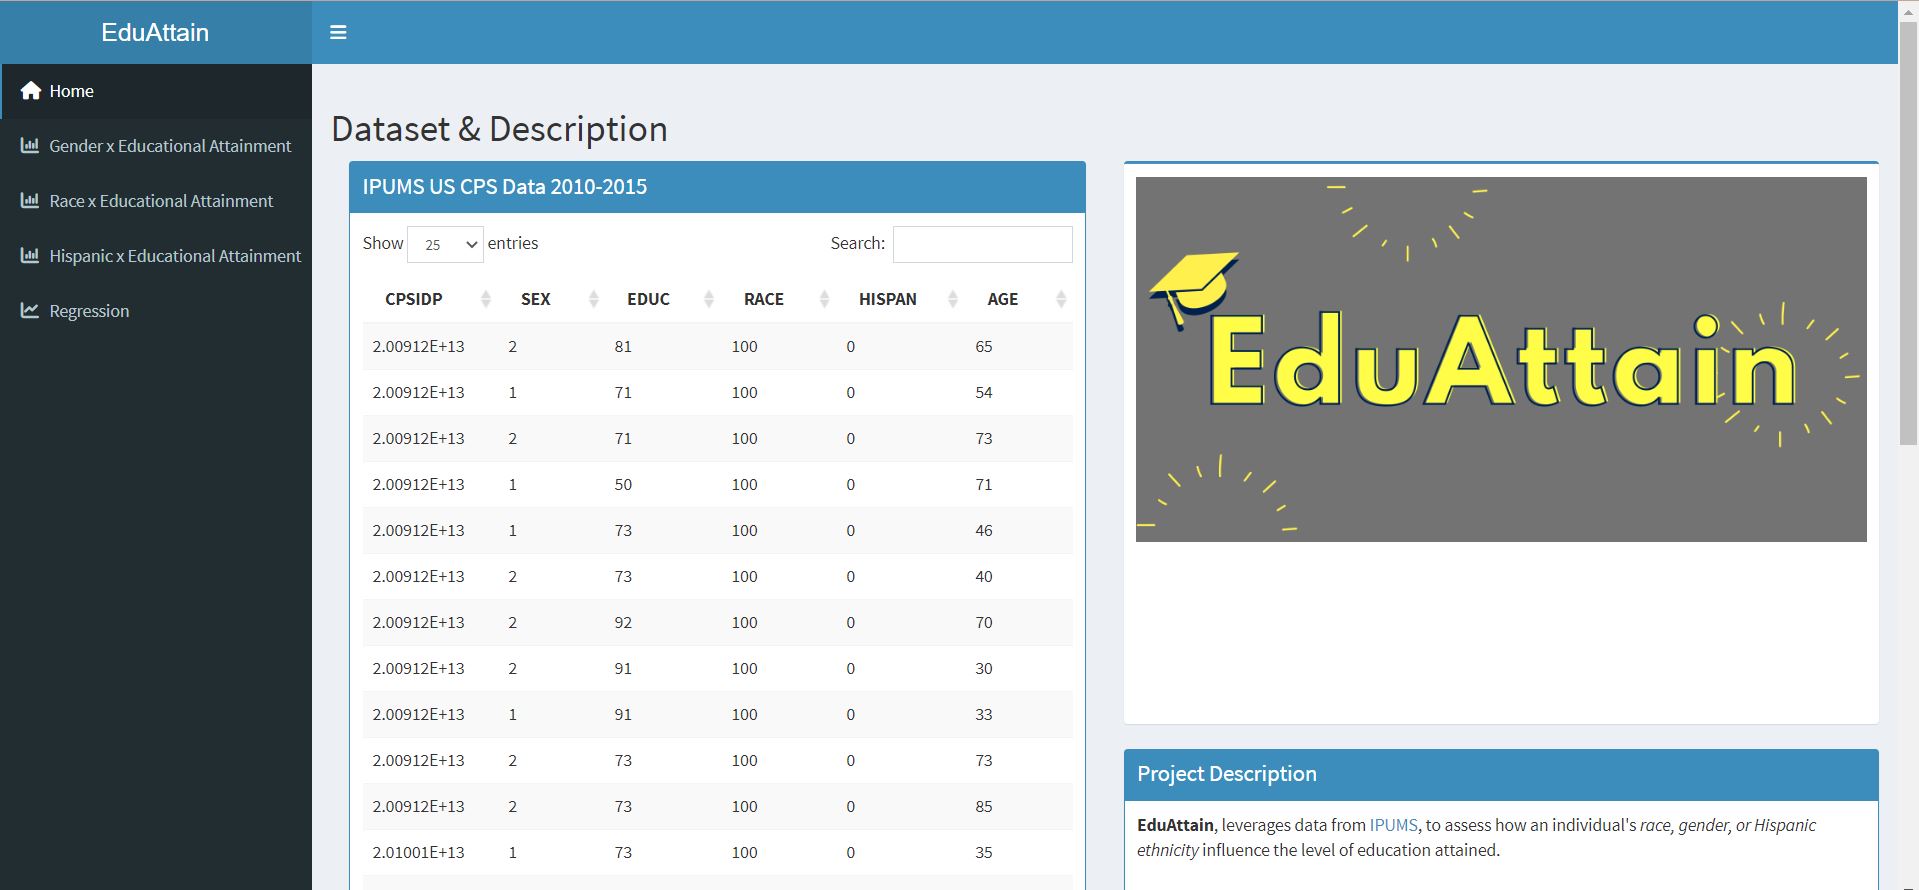 EduAttain
Home
Gender x Educational Attainment
Race x Educational Attainment
Hispanic x Educational Attainment
Regression
Dataset & Description
IPUMS US CPS Data 2010-2015
Show 25 entries Search:
CPSIDP SEX EDUC RACE HISPAN AGE
2.00912E+13 2 81 100 0 65
2.00912E+13 1 71 100 0 54
2.00912E+13 2 71 100 0 73
2.00912E+13 1 50 100 0 71
2.00912E+13 1 73 100 0 46
2.00912E+13 2 73 100 0 40
2.00912E+13 2 92 100 0 70
2.00912E+13 2 91 100 0 30
2.00912E+13 1 91 100 0 33
2.00912E+13 2 73 100 0 73
2.00912E+13 2 73 100 0 85
2.01001E+13 1 73 100 0 35
EduAttain
Project Description
EduAttain, leverages data from IPUMS, to assess how an individual's race, gender, or Hispanic
ethnicity influence the level of education attained.